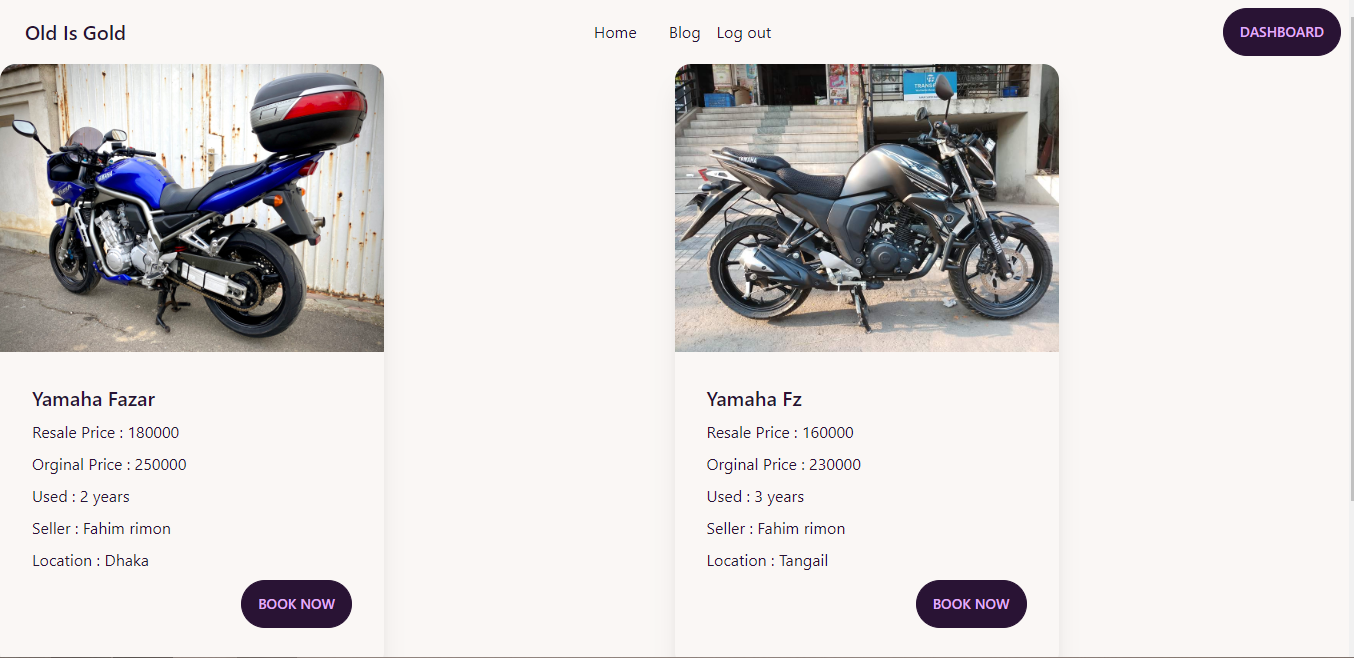 Old Is Gold
Home Blog Log out
DASHBOARD
YAMAHA
YAMAHA
Yamaha Fazar
Resale Price : 180000
Orginal Price : 250000
Used : 2 years
Seller : Fahim rimon
Location : Dhaka
BOOK NOW
Yamaha Fz
Resale Price : 160000
Orginal Price : 230000
Used : 3 years
Seller : Fahim rimon
Location : Tangail
BOOK NOW